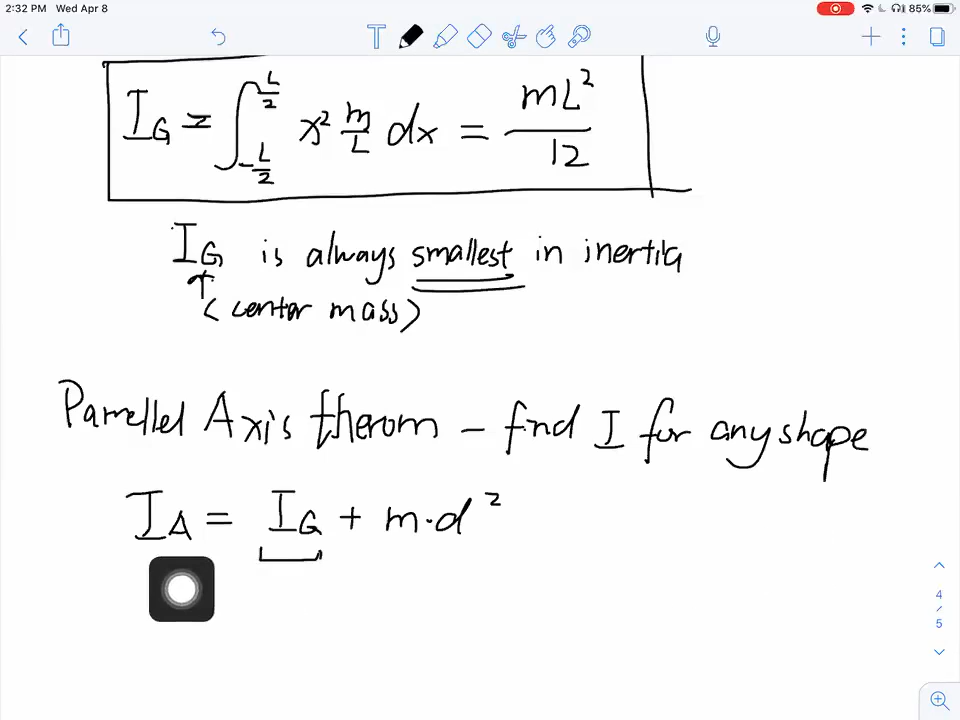 2:32 PM Wed Apr 8 85%
I_G = ∫_{-L/2}^{L/2} x² m/L dx = mL²/12
I_G is always smallest in inertia
(center mass)
Parrelled Axis therom - find I for any shape
I_A = I_G + m·d²
4
/
5